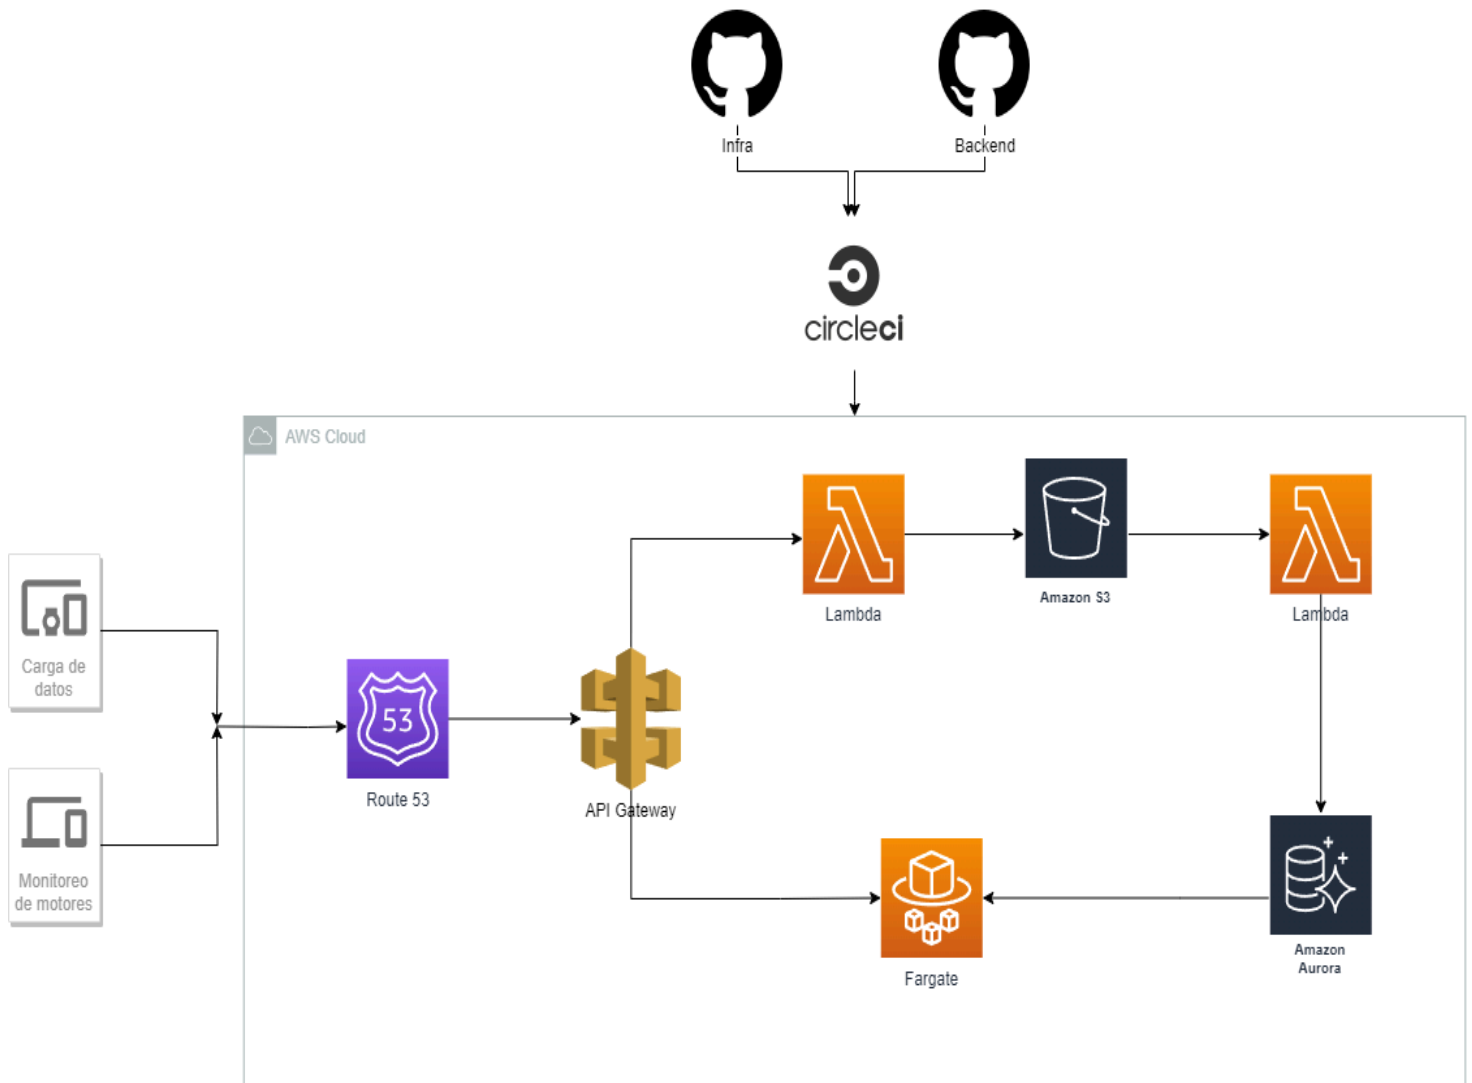 Infra
Backend
circleci
AWS Cloud
Lambda
Amazon S3
Lambda
Carga de
datos
53
Route 53
API Gateway
Monitoreo
de motores
Fargate
Amazon
Aurora